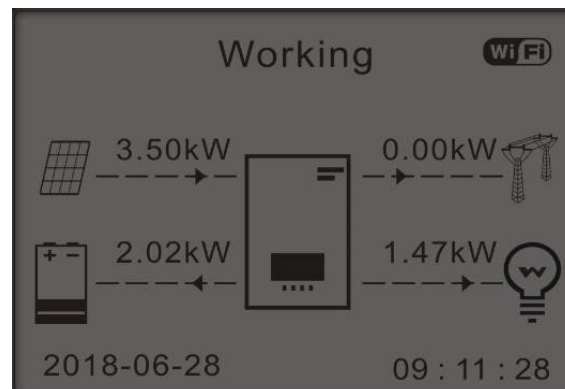 Working
WiFi
3.50kW
0.00kW
+ -
2.02kW
1.47kW
2018-06-28
09 : 11 : 28